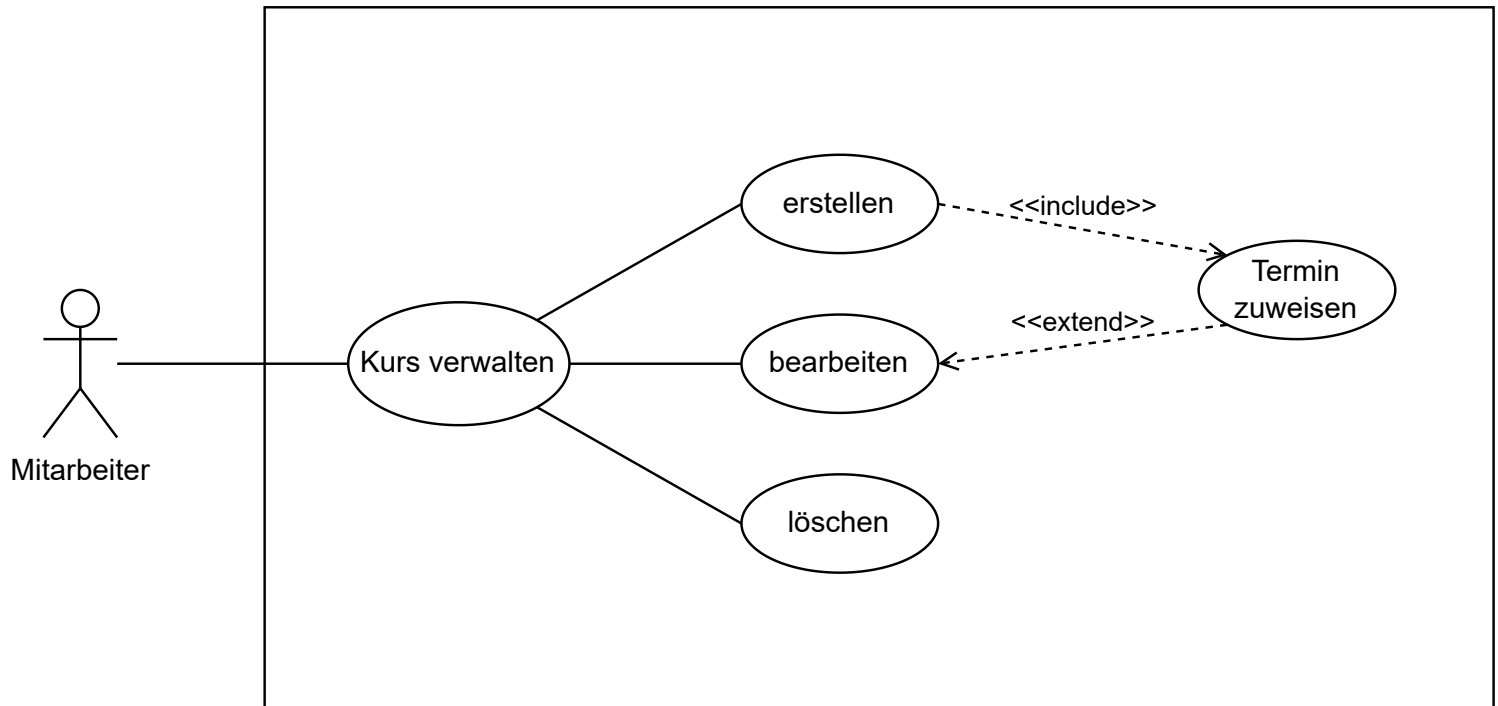 erstellen
<<include>>
Termin
zuweisen
<<extend>>
Kurs verwalten
bearbeiten
Mitarbeiter
löschen